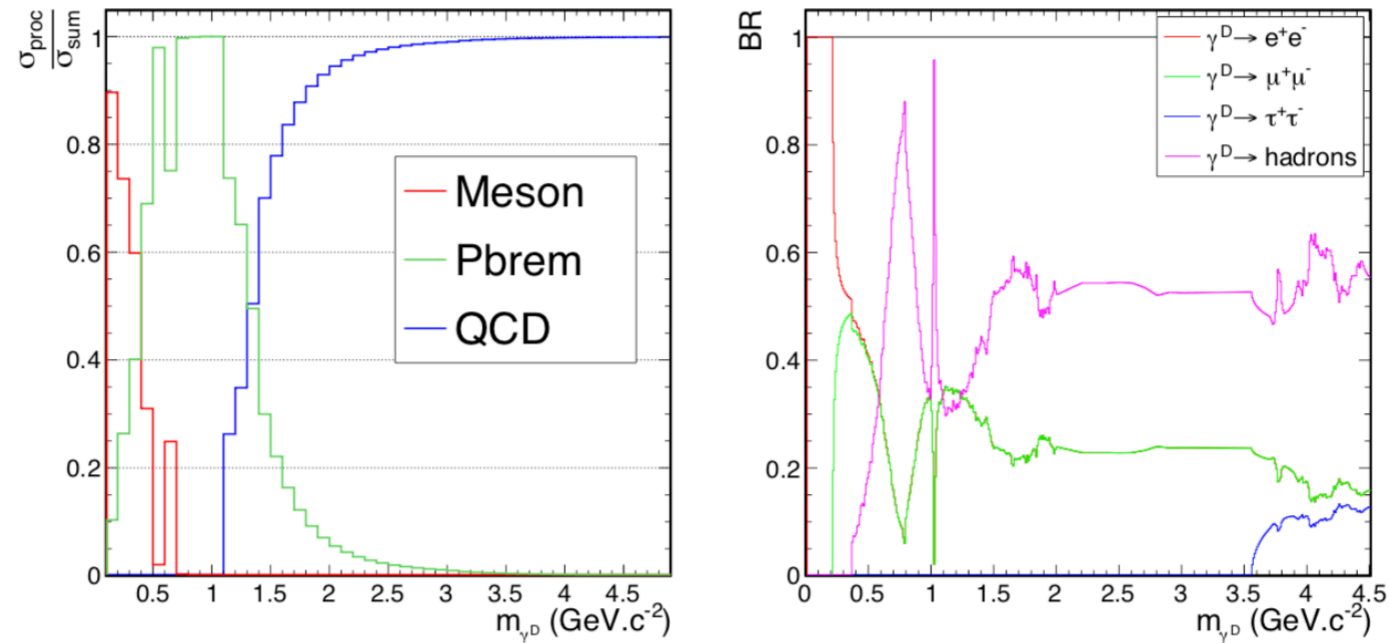 σproc
σsum
1
0.8
0.6
0.4
0.2
0
0.5 1 1.5 2 2.5 3 3.5 4 4.5
mγD (GeV.c-2)
Meson
Pbrem
QCD
BR
1
0.8
0.6
0.4
0.2
0
0 0.5 1 1.5 2 2.5 3 3.5 4 4.5
mγD (GeV.c-2)
γD → e+e-
γD → μ+μ-
γD → τ+τ-
γD → hadrons